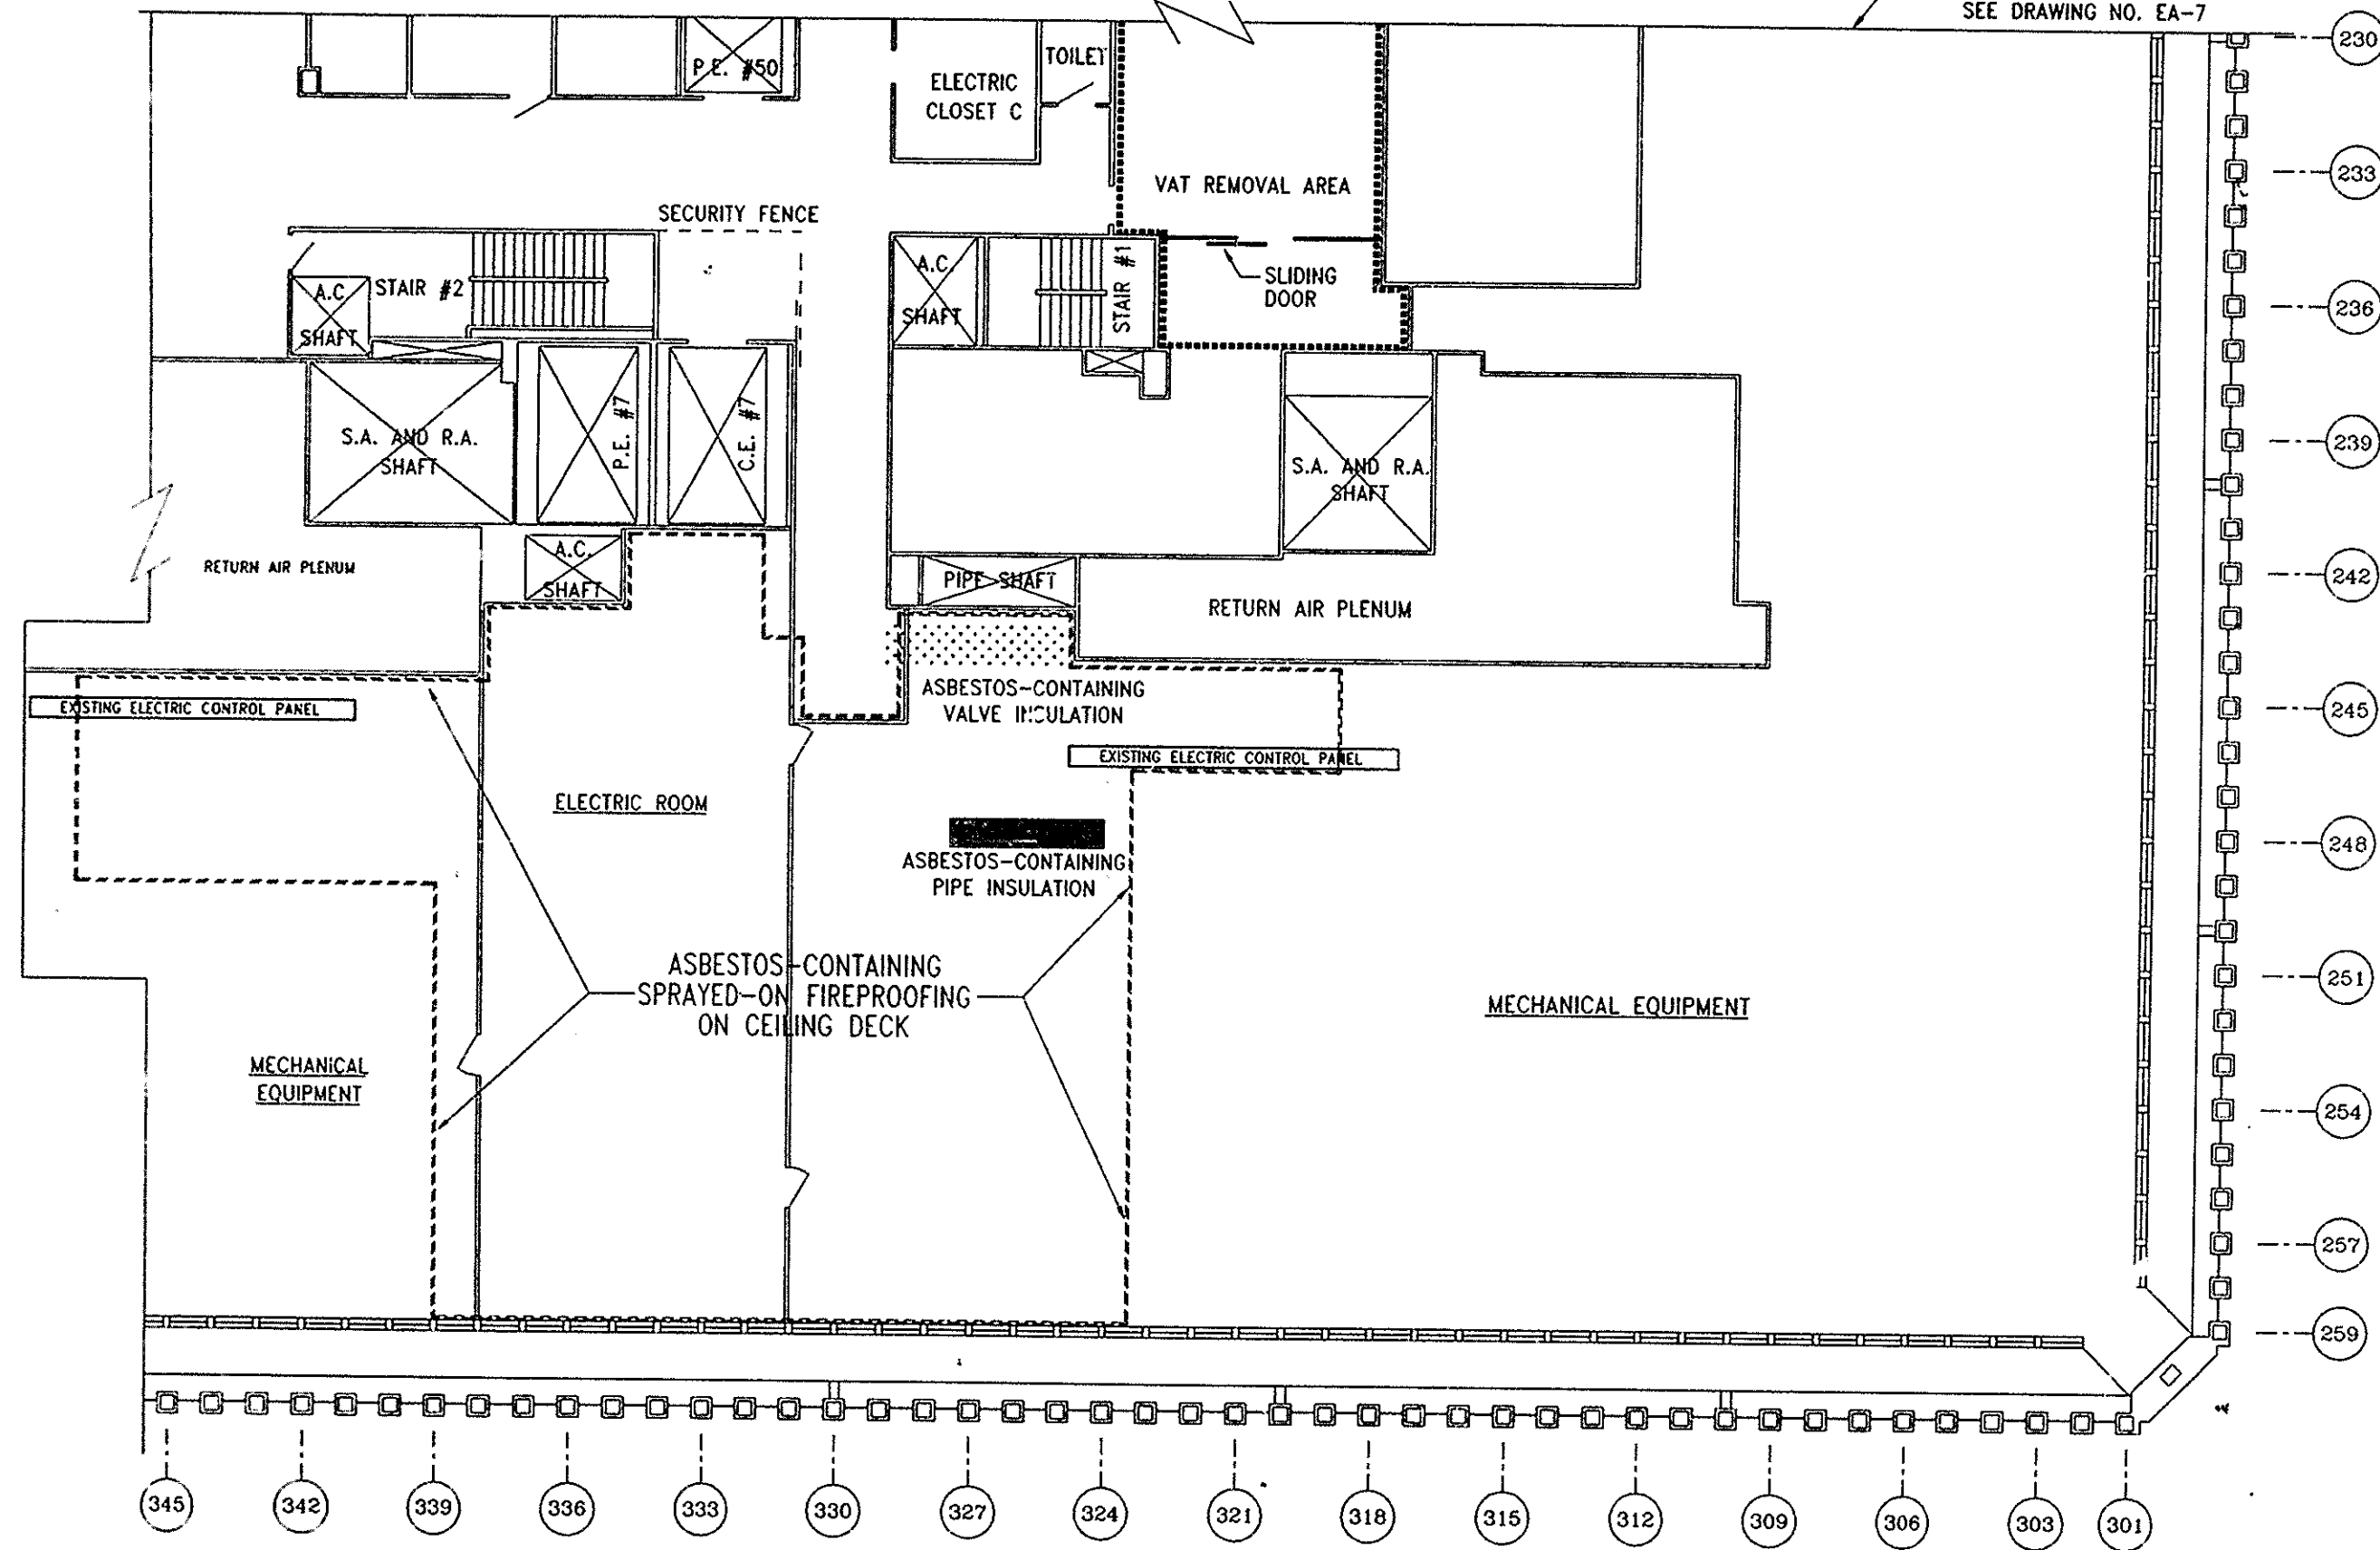 SEE DRAWING NO. EA-7
230
P.E. #50
ELECTRIC
CLOSET C
TOILET
VAT REMOVAL AREA
233
SECURITY FENCE
A.C.
SHAFT
STAIR #2
A.C.
SHAFT
STAIR #1
SLIDING
DOOR
236
S.A. AND R.A.
SHAFT
P.E. #7
C.E. #7
S.A. AND R.A.
SHAFT
239
RETURN AIR PLENUM
A.C.
SHAFT
PIPE SHAFT
RETURN AIR PLENUM
242
EXISTING ELECTRIC CONTROL PANEL
ASBESTOS-CONTAINING
VALVE INSULATION
245
EXISTING ELECTRIC CONTROL PANEL
ELECTRIC ROOM
ASBESTOS-CONTAINING
PIPE INSULATION
248
ASBESTOS-CONTAINING
SPRAYED-ON FIREPROOFING
ON CEILING DECK
MECHANICAL EQUIPMENT
251
MECHANICAL
EQUIPMENT
254
257
259
345
342
339
336
333
330
327
324
321
318
315
312
309
306
303
301